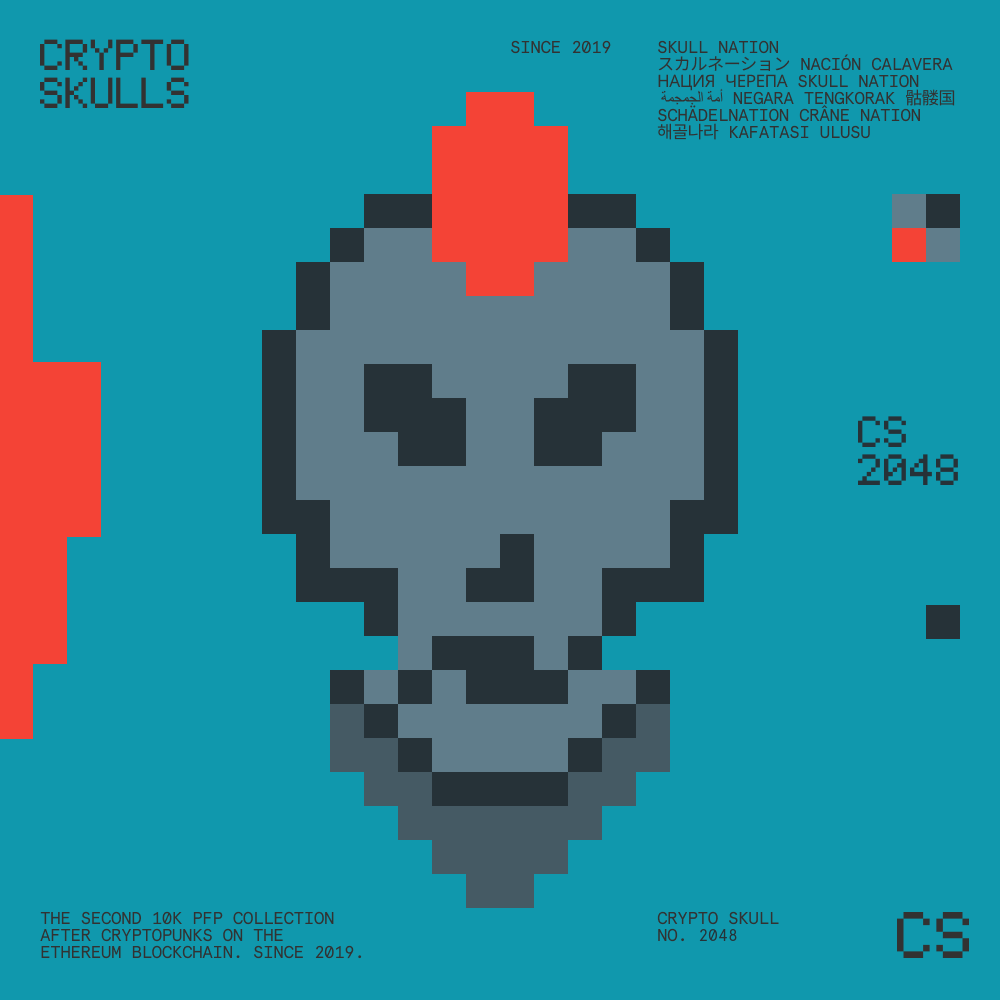 CRYPTO
SKULLS
SINCE 2019
SKULL NATION
スカルネーション NACIÓN CALAVERA
НАЦИЯ ЧЕРЕПА SKULL NATION
أمة الجمجمة NEGARA TENGKORAK 骷髅国
SCHÄDELNATION CRÂNE NATION
해골나라 KAFATASI ULUSU
CS
2048
THE SECOND 10K PFP COLLECTION
AFTER CRYPTOPUNKS ON THE
ETHEREUM BLOCKCHAIN. SINCE 2019.
CRYPTO SKULL
NO. 2048
CS